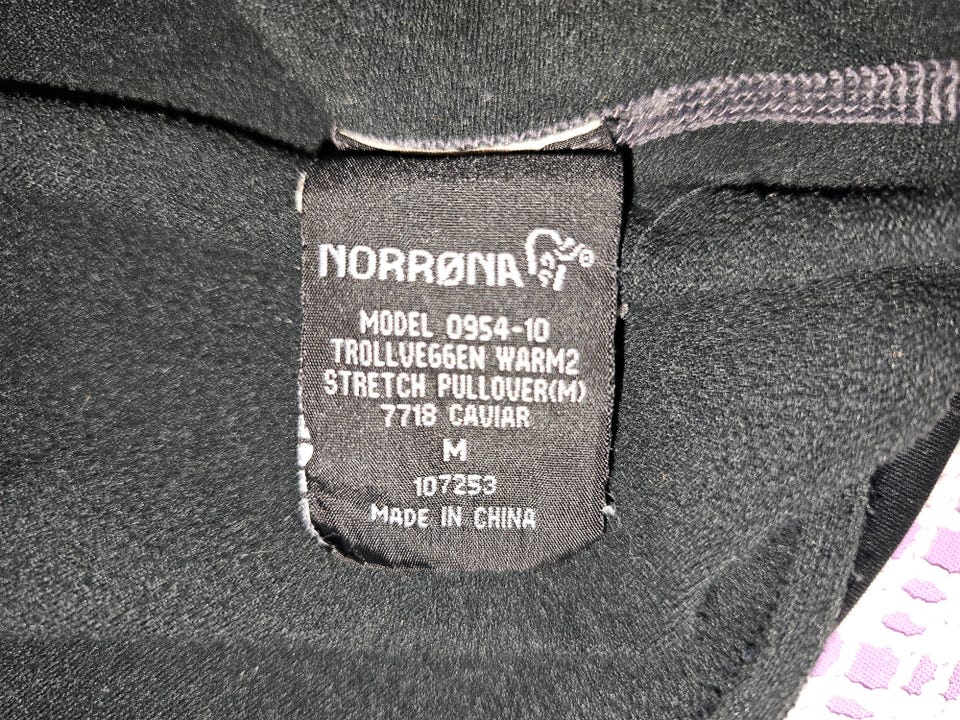 NORRØNA®
MODEL 0954-10
TROLLVEGGEN WARM2
STRETCH PULLOVER(M)
7718 CAVIAR
M
107253
MADE IN CHINA